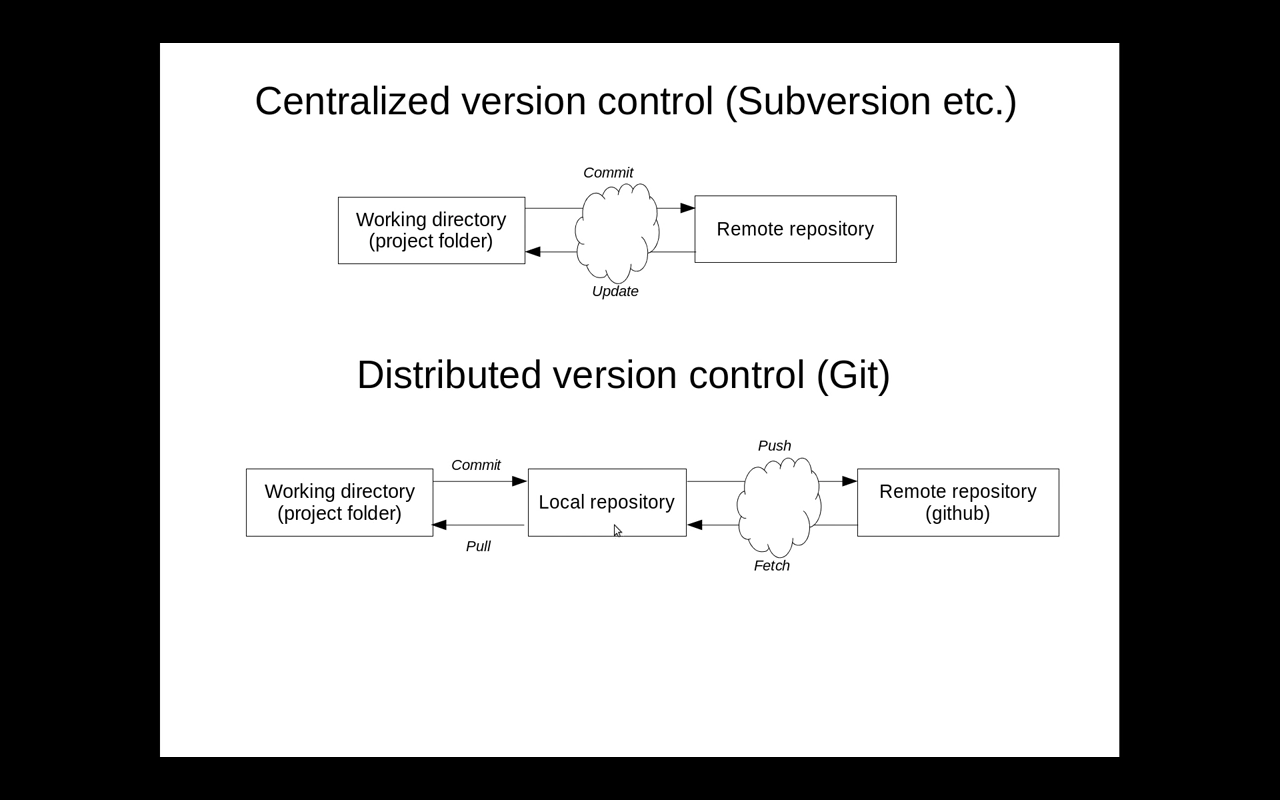 Centralized version control (Subversion etc.)
Commit
Working directory
(project folder)
Remote repository
Update
Distributed version control (Git)
Push
Commit
Working directory
(project folder)
Local repository
Remote repository
(github)
Pull
Fetch